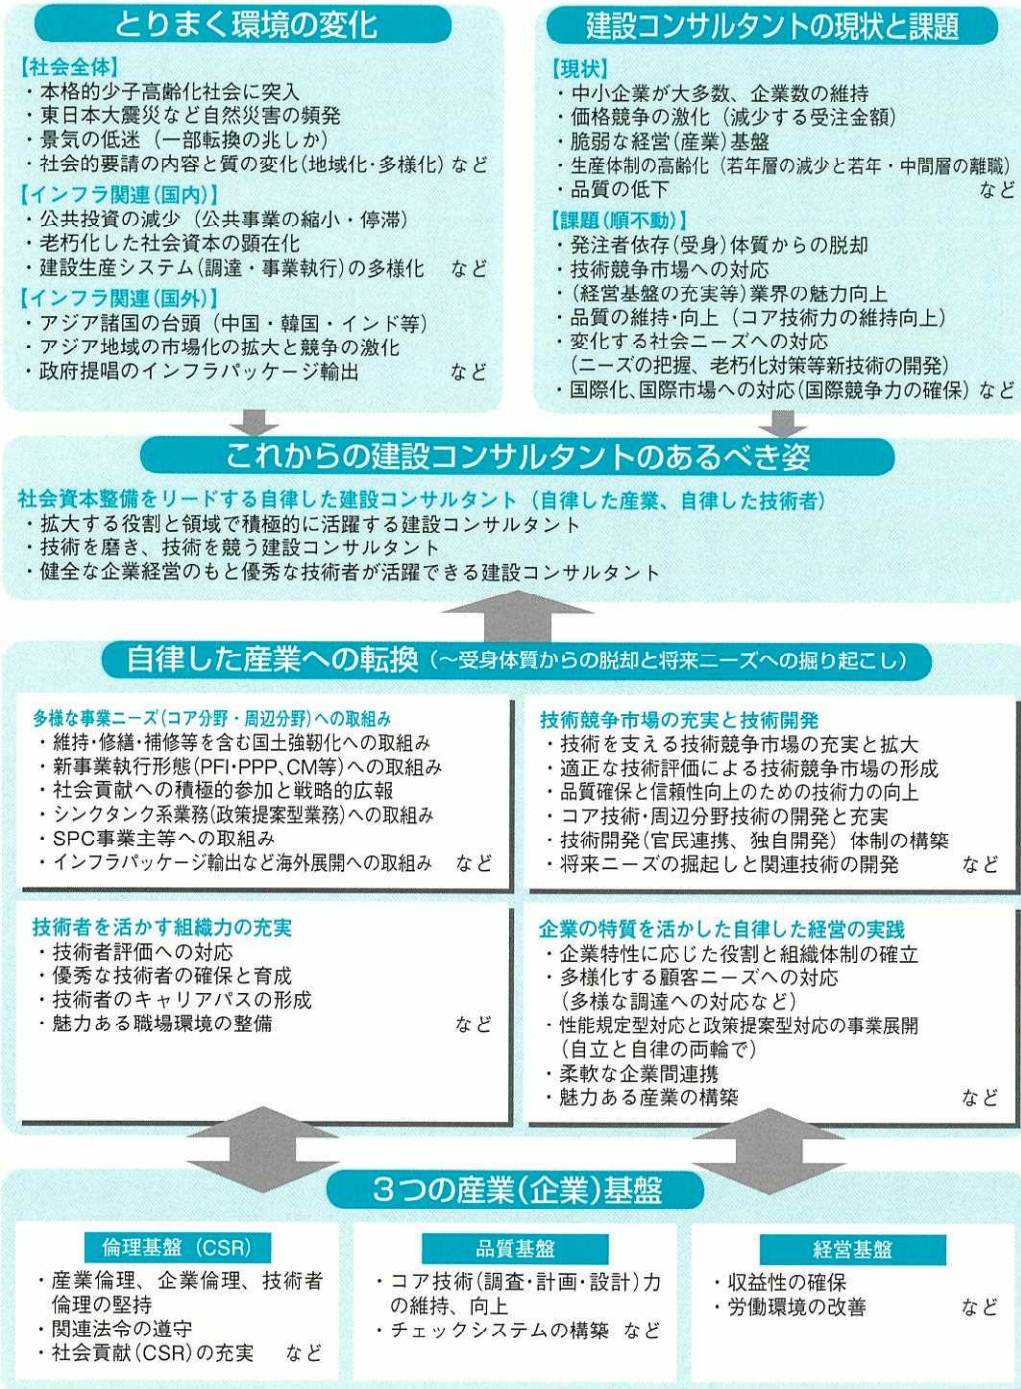 とりまく環境の変化
【社会全体】
・本格的少子高齢化社会に突入
・東日本大震災など自然災害の頻発
・景気の低迷（一部転換の兆しか）
・社会的要請の内容と質の変化（地域化・多様化）など
【インフラ関連（国内）】
・公共投資の減少（公共事業の縮小・停滞）
・老朽化した社会資本の顕在化
・建設生産システム（調達・事業執行）の多様化　など
【インフラ関連（国外）】
・アジア諸国の台頭（中国・韓国・インド等）
・アジア地域の市場化の拡大と競争の激化
・政府提唱のインフラパッケージ輸出　など
建設コンサルタントの現状と課題
【現状】
・中小企業が大多数、企業数の維持
・価格競争の激化（減少する受注金額）
・脆弱な経営（産業）基盤
・生産体制の高齢化（若年層の減少と若年・中間層の離職）
・品質の低下　など
【課題（順不動）】
・発注者依存（受身）体質からの脱却
・技術競争市場への対応
・（経営基盤の充実等）業界の魅力向上
・品質の維持・向上（コア技術力の維持向上）
・変化する社会ニーズへの対応
（ニーズの把握、老朽化対策等新技術の開発）
・国際化、国際市場への対応（国際競争力の確保）など
これからの建設コンサルタントのあるべき姿
社会資本整備をリードする自律した建設コンサルタント（自律した産業、自律した技術者）
・拡大する役割と領域で積極的に活躍する建設コンサルタント
・技術を磨き、技術を競う建設コンサルタント
・健全な企業経営のもと優秀な技術者が活躍できる建設コンサルタント
自律した産業への転換（～受身体質からの脱却と将来ニーズへの掘り起こし）
多様な事業ニーズ（コア分野・周辺分野）への取組み
・維持・修繕・補修等を含む国土強靭化への取組み
・新事業執行形態（PFI・PPP、CM等）への取組み
・社会貢献への積極的参加と戦略的広報
・シンクタンク系業務（政策提案型業務）への取組み
・SPC事業主等への取組み
・インフラパッケージ輸出など海外展開への取組み　など
技術競争市場の充実と技術開発
・技術を支える技術競争市場の充実と拡大
・適正な技術評価による技術競争市場の形成
・品質確保と信頼性向上のための技術力の向上
・コア技術・周辺分野技術の開発と充実
・技術開発（官民連携、独自開発）体制の構築
・将来ニーズの掘起しと関連技術の開発　など
技術者を活かす組織力の充実
・技術者評価への対応
・優秀な技術者の確保と育成
・技術者のキャリアパスの形成
・魅力ある職場環境の整備　など
企業の特質を活かした自律した経営の実践
・企業特性に応じた役割と組織体制の確立
・多様化する顧客ニーズへの対応
（多様な調達への対応など）
・性能規定型対応と政策提案型対応の事業展開
（自立と自律の両輪で）
・柔軟な企業間連携
・魅力ある産業の構築　など
３つの産業（企業）基盤
倫理基盤（CSR）
・産業倫理、企業倫理、技術者
倫理の堅持
・関連法令の遵守
・社会貢献（CSR）の充実　など
品質基盤
・コア技術（調査・計画・設計）力
の維持、向上
・チェックシステムの構築　など
経営基盤
・収益性の確保
・労働環境の改善　など